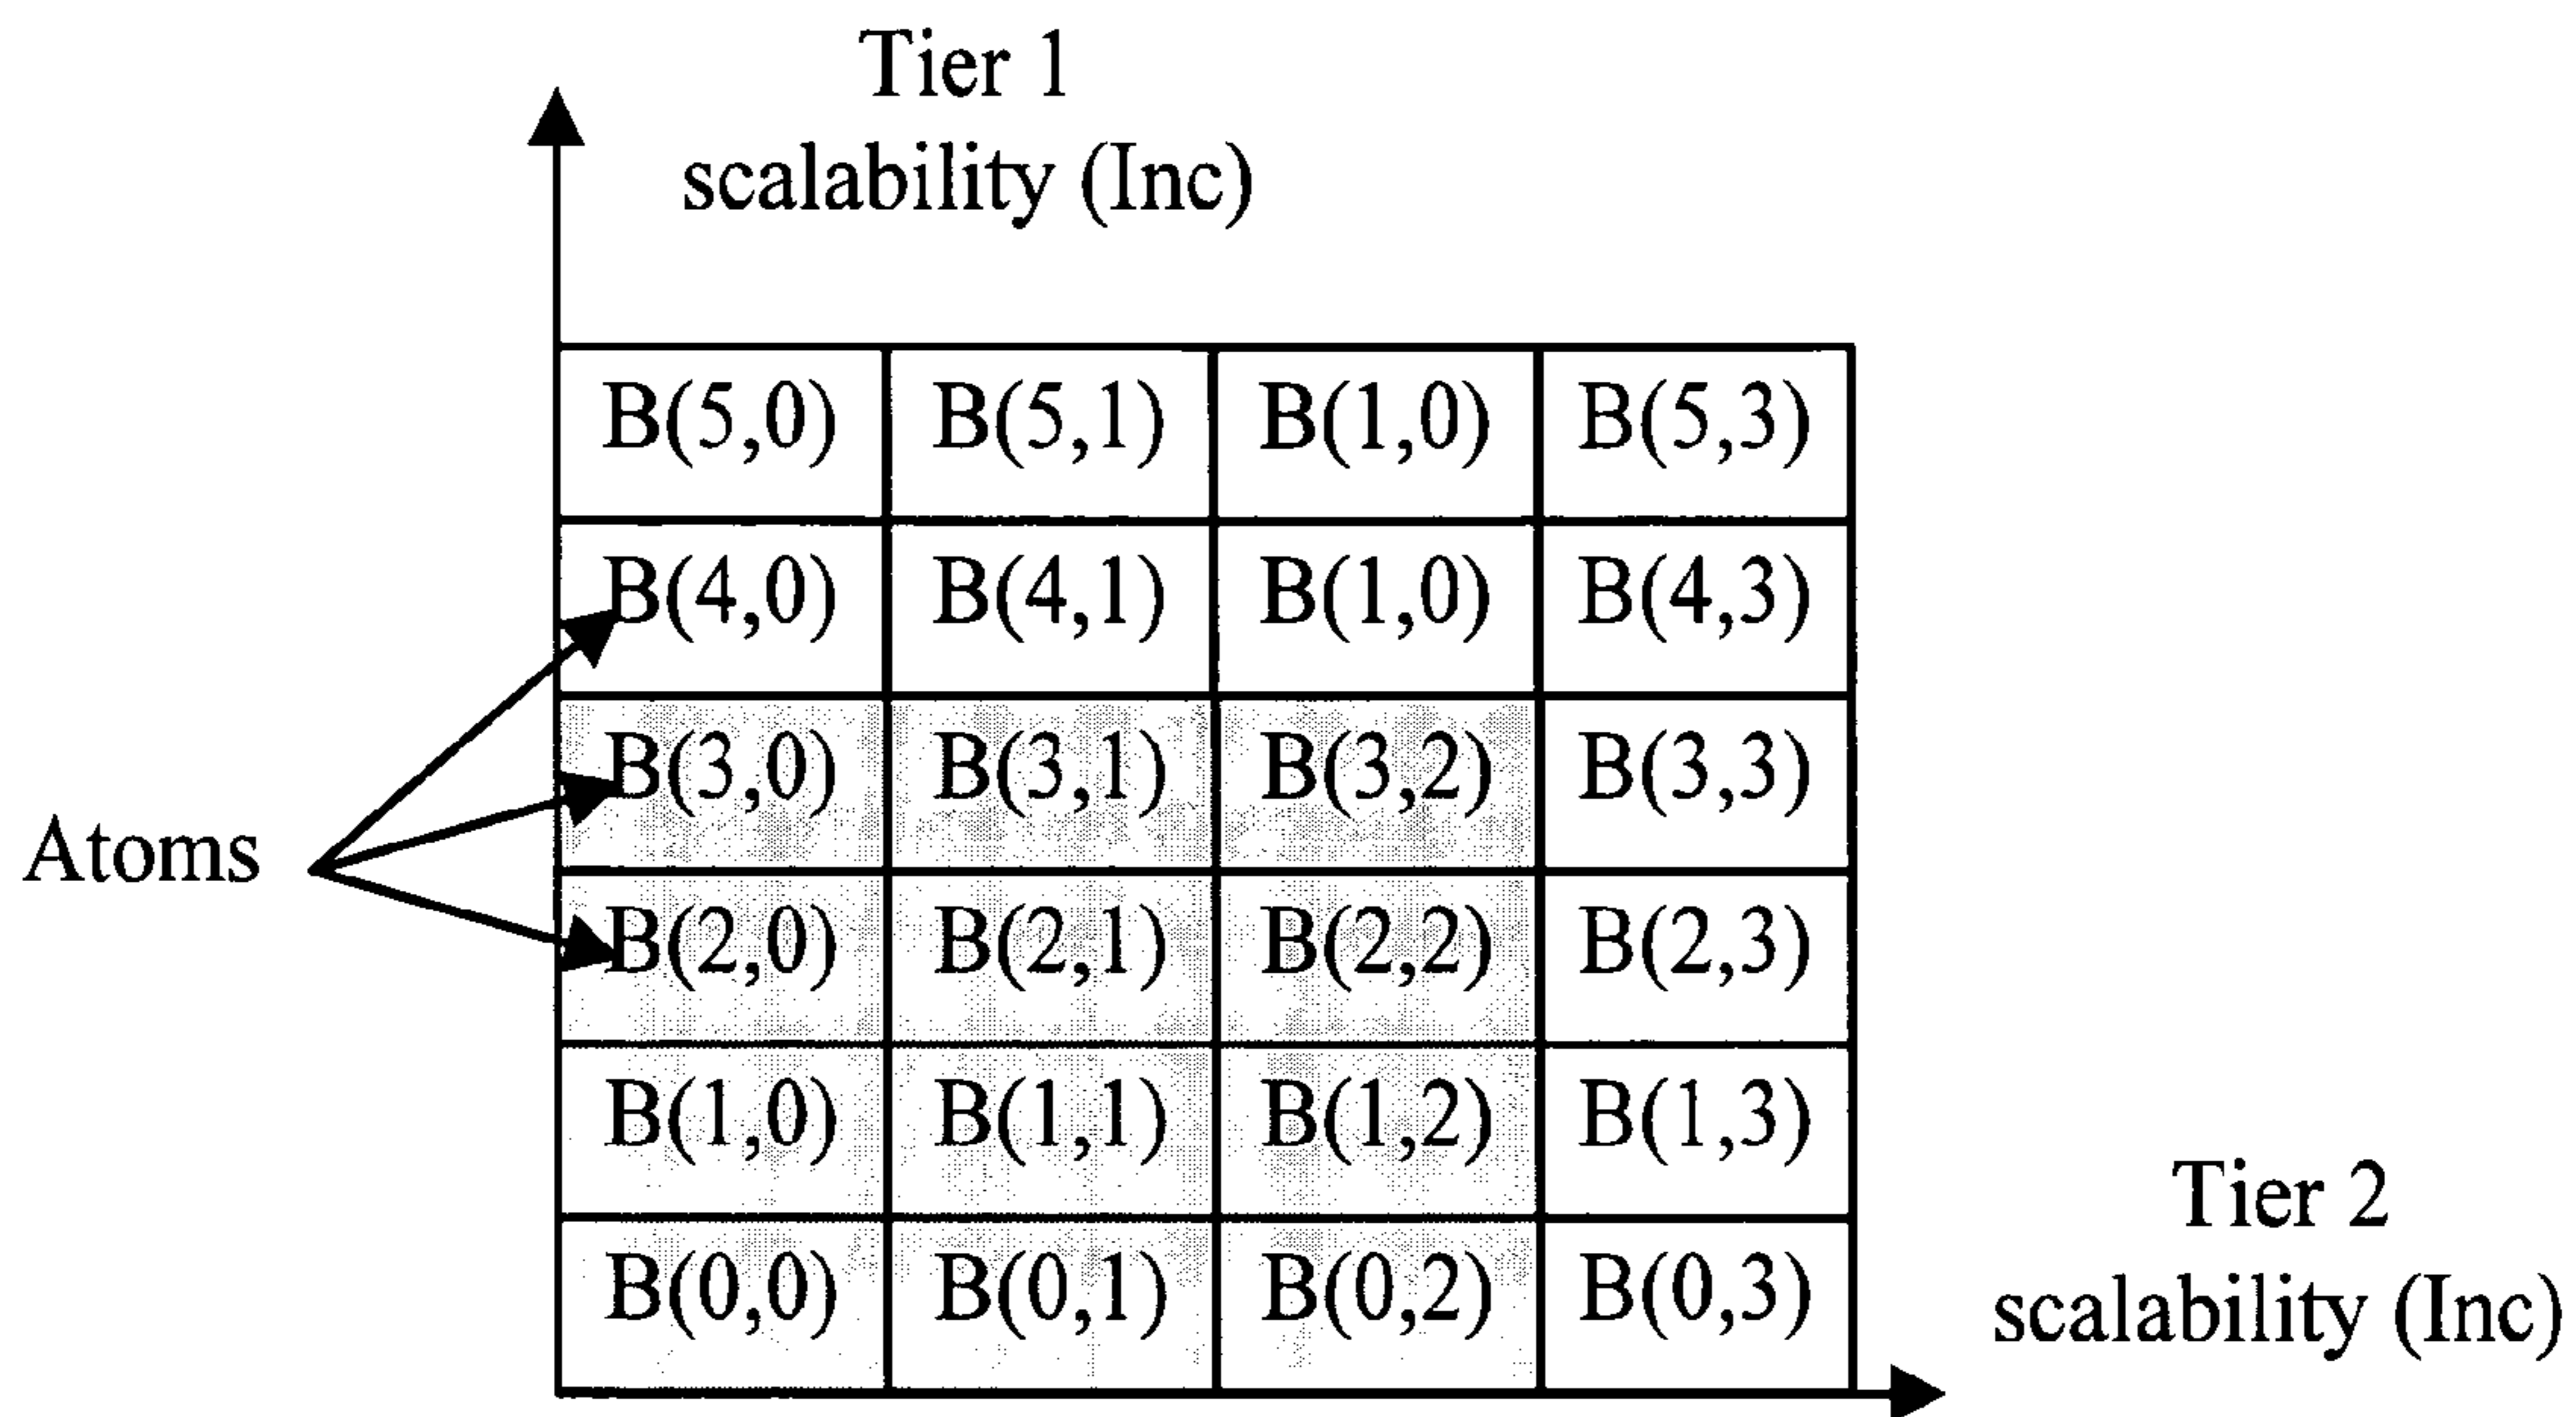 Tier 1
scalability (Inc)
B(5,0) B(5,1) B(1,0) B(5,3)
B(4,0) B(4,1) B(1,0) B(4,3)
B(3,0) B(3,1) B(3,2) B(3,3)
Atoms
B(2,0) B(2,1) B(2,2) B(2,3)
B(1,0) B(1,1) B(1,2) B(1,3)
B(0,0) B(0,1) B(0,2) B(0,3)
Tier 2
scalability (Inc)